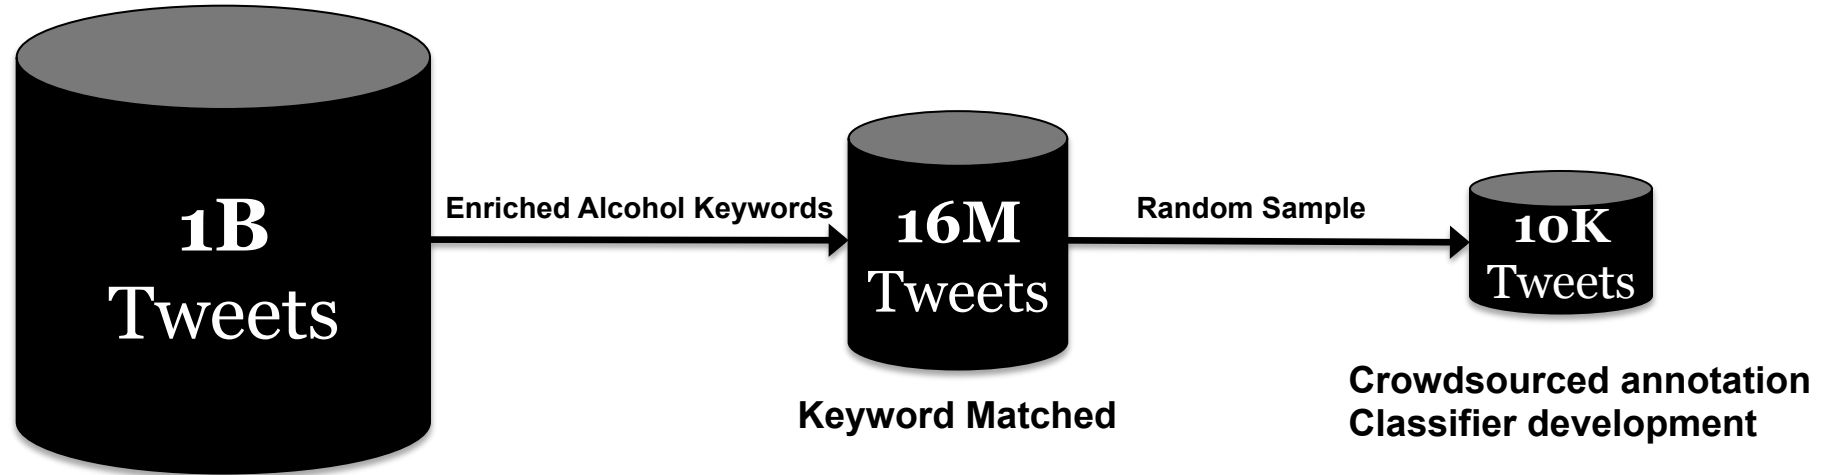 1B
Tweets
Enriched Alcohol Keywords
16M
Tweets
Keyword Matched
Random Sample
10K
Tweets
Crowdsourced annotation
Classifier development